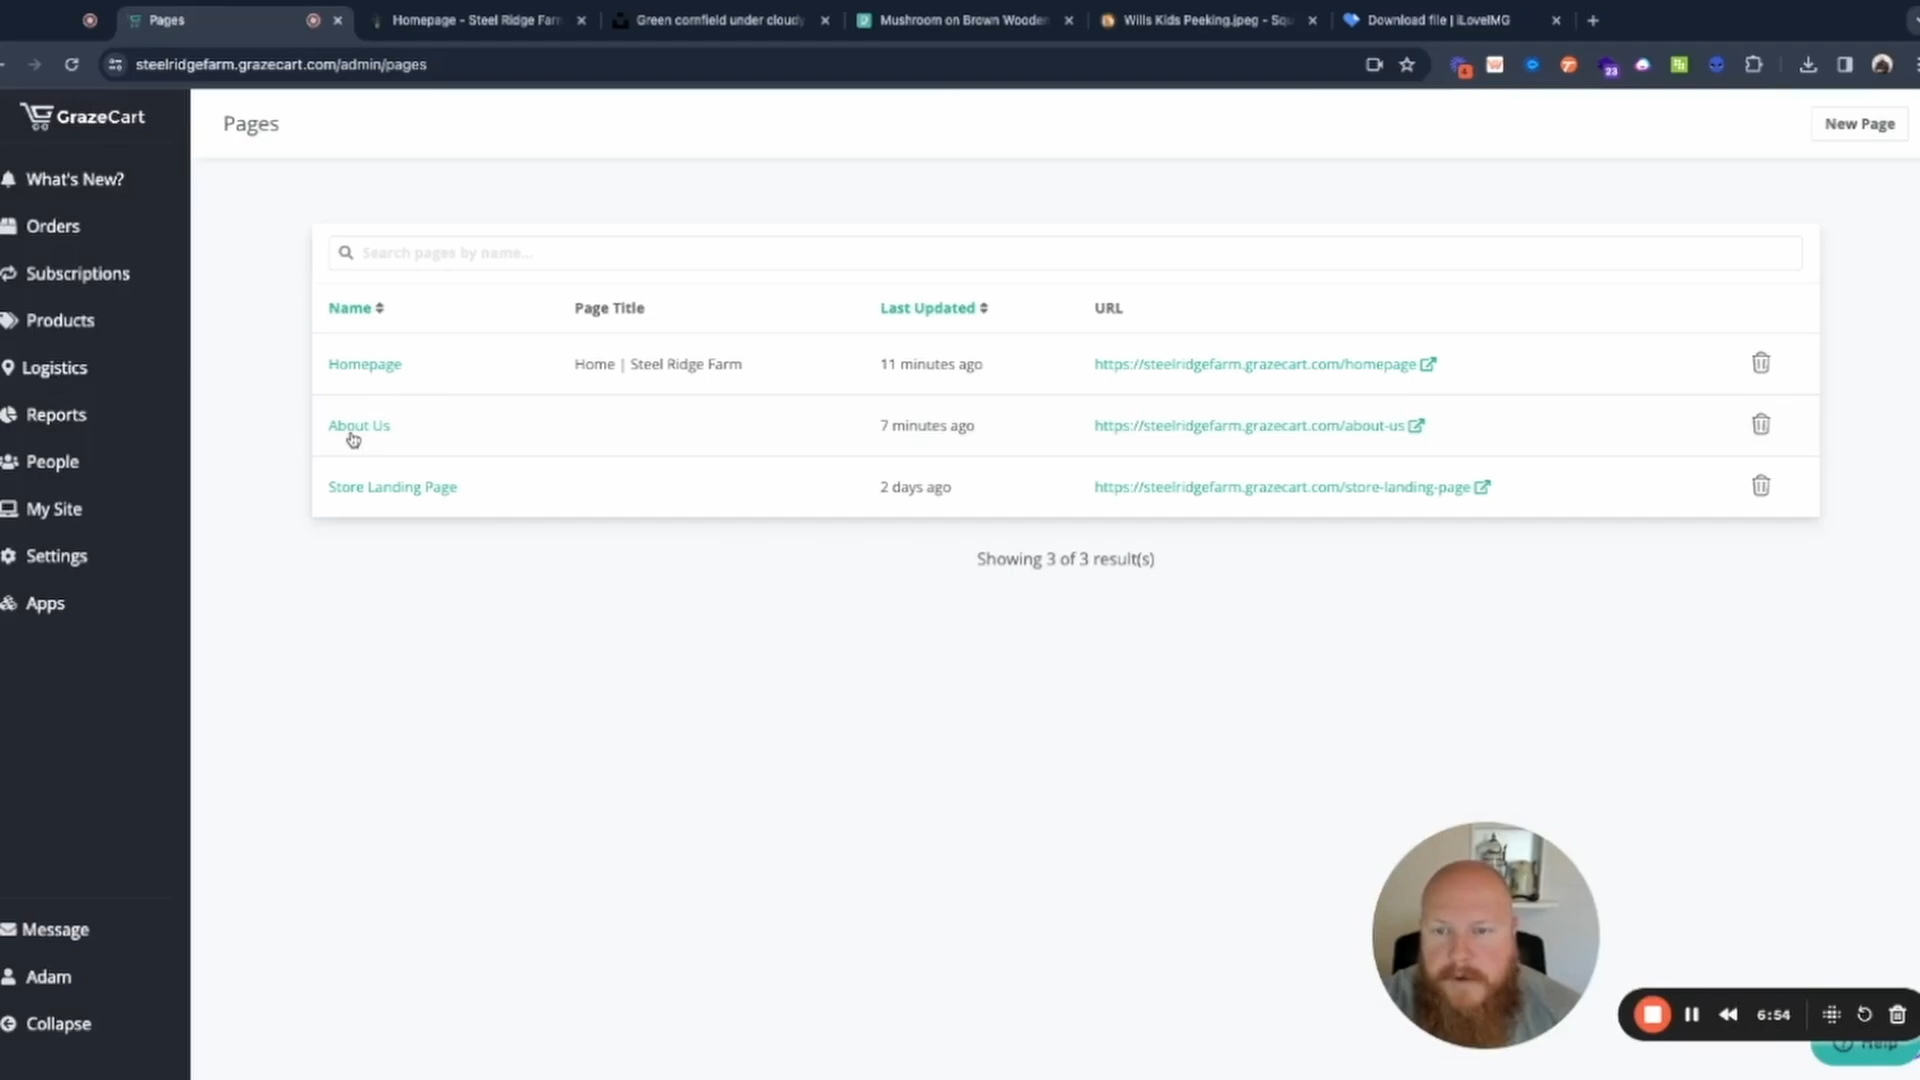 Pages
Homepage - Steel Ridge Farm
Green cornfield under cloudy
Mushroom on Brown Wooden
Wills Kids Peeking.jpeg - Squ
Download file | iLoveIMG
steelridgefarm.grazecart.com/admin/pages
4
23
GrazeCart
Pages
New Page
What's New?
Orders
Subscriptions
Products
Logistics
Reports
People
My Site
Settings
Apps
Search pages by name...
Name
Page Title
Last Updated
URL
Homepage
Home | Steel Ridge Farm
11 minutes ago
https://steelridgefarm.grazecart.com/homepage
About Us
7 minutes ago
https://steelridgefarm.grazecart.com/about-us
Store Landing Page
2 days ago
https://steelridgefarm.grazecart.com/store-landing-page
Showing 3 of 3 result(s)
Message
Adam
Collapse
6:54
Help